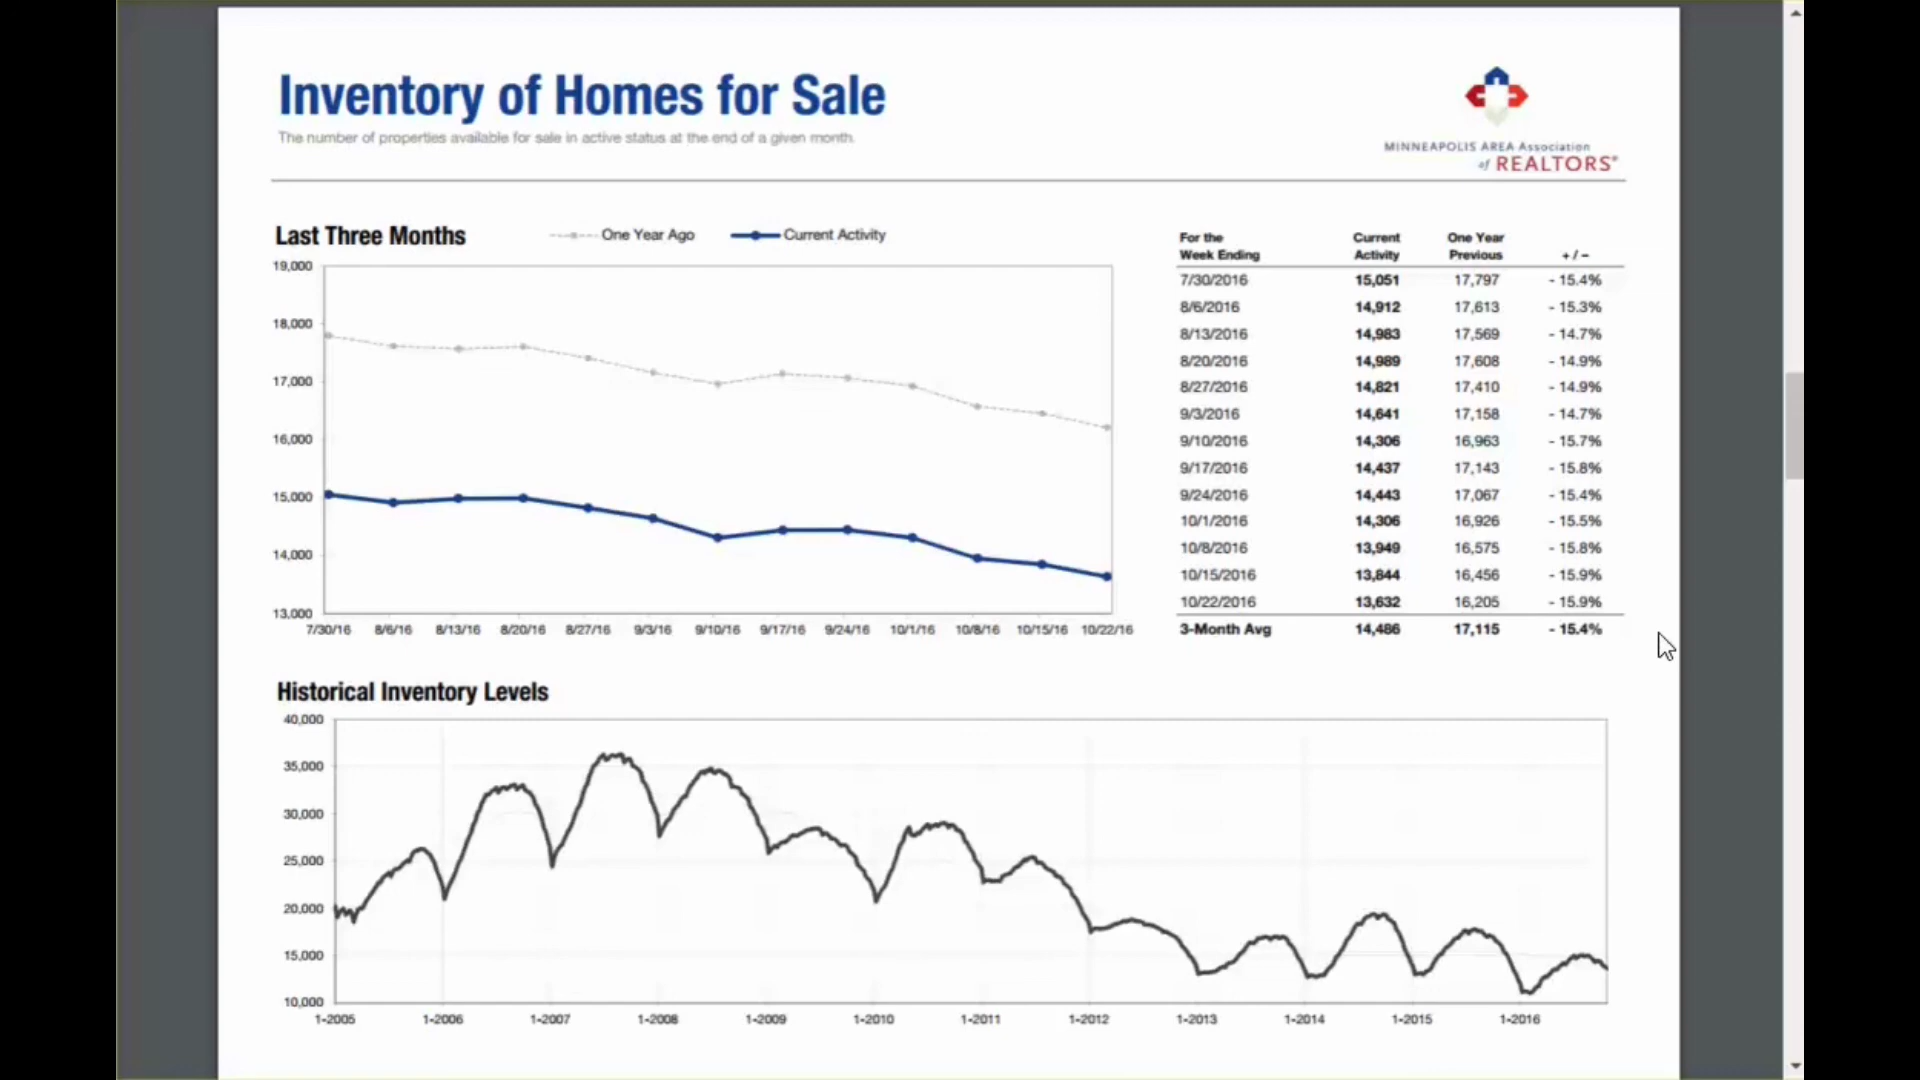 Inventory of Homes for Sale
The number of properties available for sale in active status at the end of a given month.
MINNEAPOLIS AREA Association
of REALTORS®
Last Three Months
One Year Ago
Current Activity
19,000
18,000
17,000
16,000
15,000
14,000
13,000
7/30/16 8/6/16 8/13/16 8/20/16 8/27/16 9/3/16 9/10/16 9/17/16 9/24/16 10/1/16 10/8/16 10/15/16 10/22/16
For the Current One Year
Week Ending Activity Previous + / –
7/30/2016 15,051 17,797 - 15.4%
8/6/2016 14,912 17,613 - 15.3%
8/13/2016 14,983 17,569 - 14.7%
8/20/2016 14,989 17,608 - 14.9%
8/27/2016 14,821 17,410 - 14.9%
9/3/2016 14,641 17,158 - 14.7%
9/10/2016 14,306 16,963 - 15.7%
9/17/2016 14,437 17,143 - 15.8%
9/24/2016 14,443 17,067 - 15.4%
10/1/2016 14,306 16,926 - 15.5%
10/8/2016 13,949 16,575 - 15.8%
10/15/2016 13,844 16,456 - 15.9%
10/22/2016 13,632 16,205 - 15.9%
3-Month Avg 14,486 17,115 - 15.4%
Historical Inventory Levels
40,000
35,000
30,000
25,000
20,000
15,000
10,000
1-2005 1-2006 1-2007 1-2008 1-2009 1-2010 1-2011 1-2012 1-2013 1-2014 1-2015 1-2016